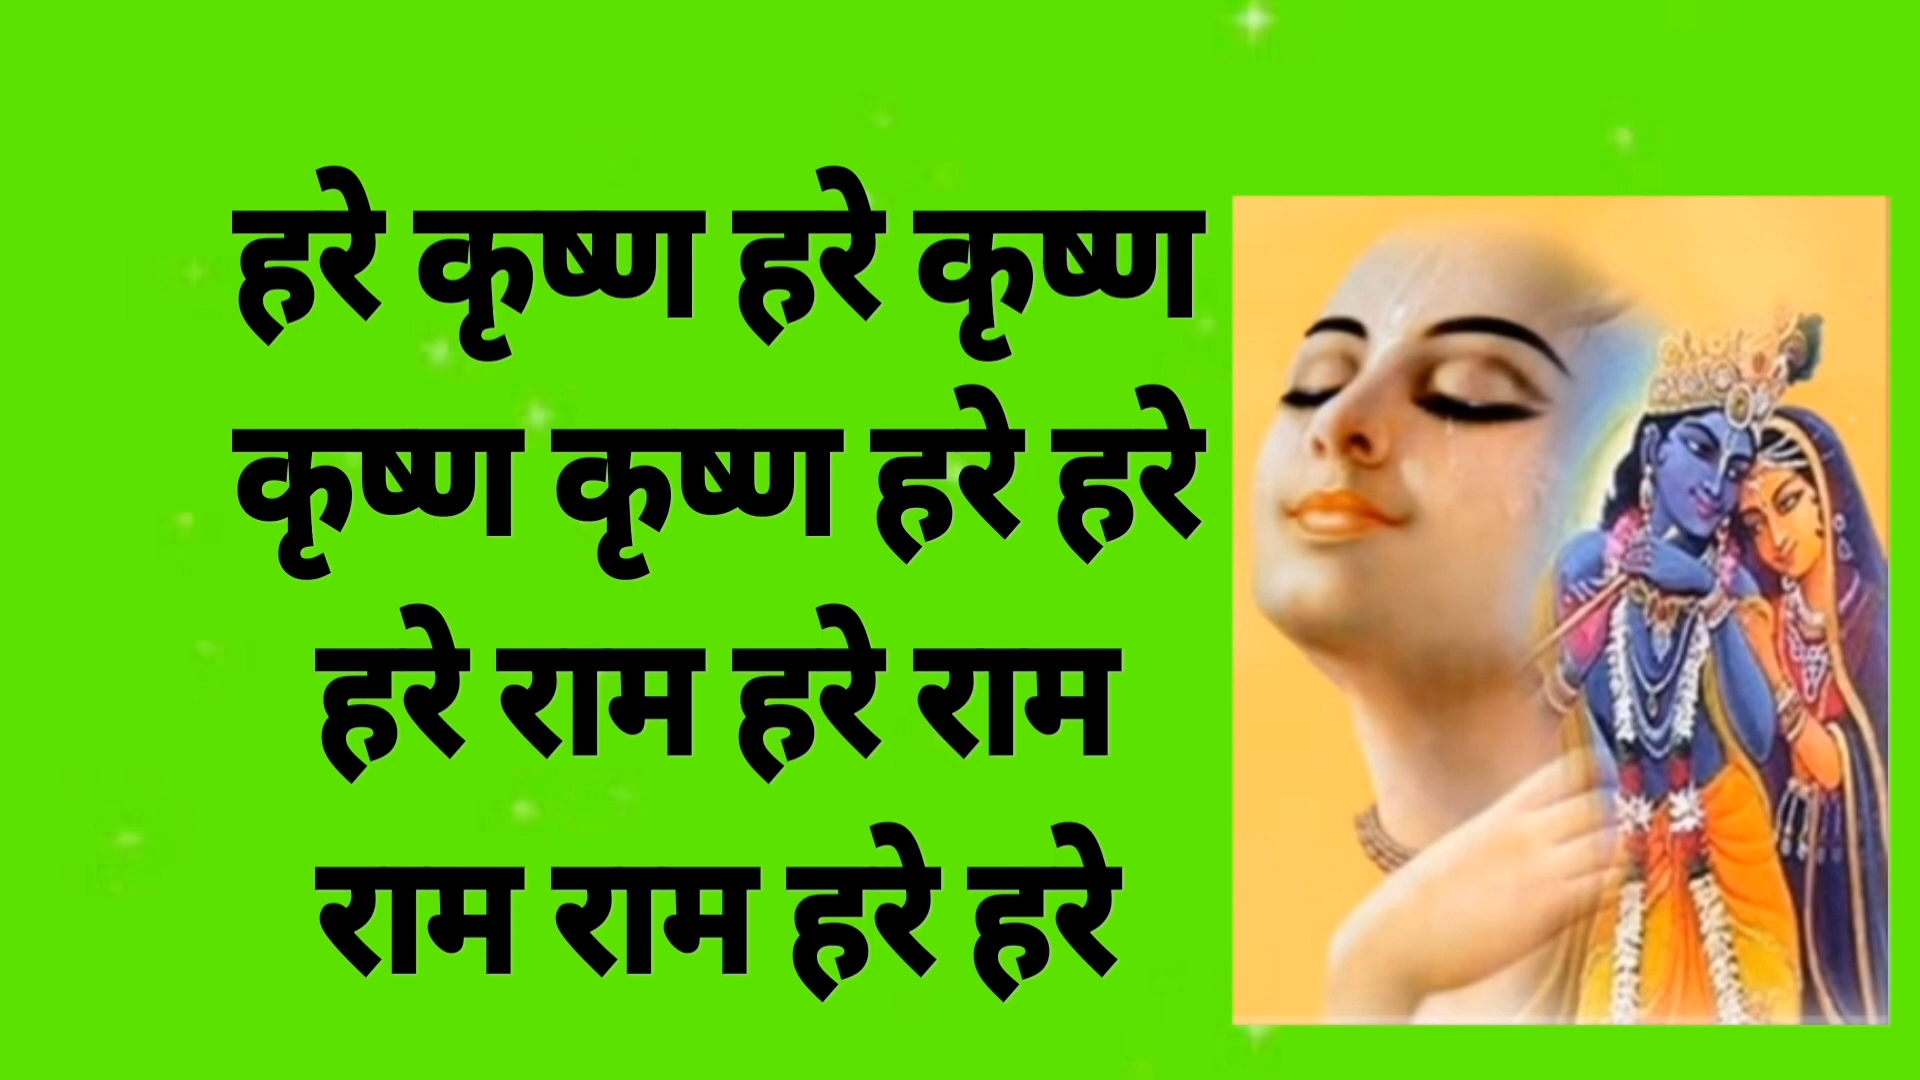 हरे कृष्ण हरे कृष्ण
कृष्ण कृष्ण हरे हरे
हरे राम हरे राम
राम राम हरे हरे